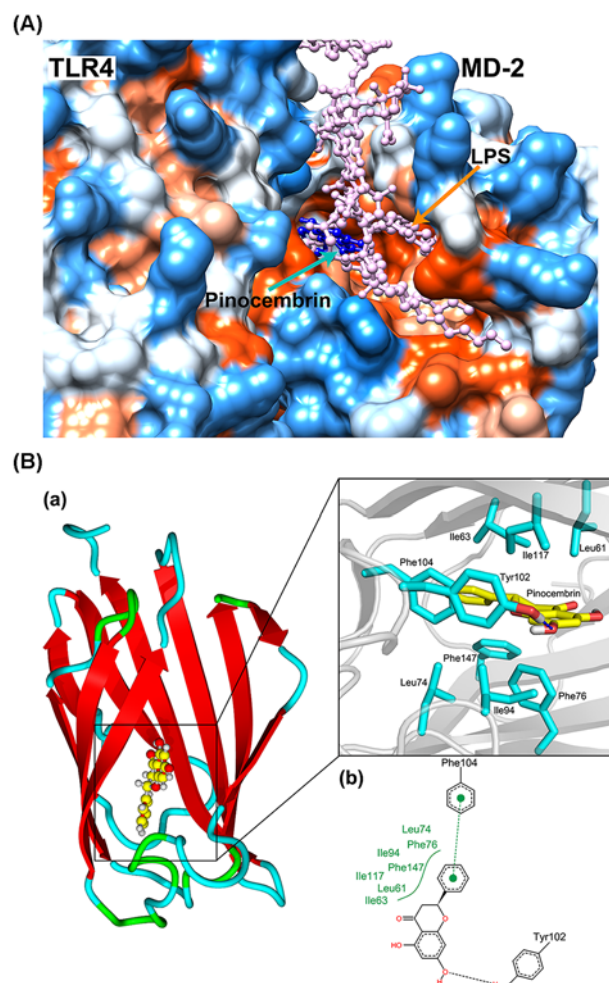 (A)
TLR4
MD-2
LPS
Pinocembrin
(B)
(a)
Ile63
Ile117
Leu61
Phe104
Tyr102
Pinocembrin
Phe147
Leu74
Ile94
Phe76
(b)
Phe104
Leu74
Phe76
Ile94
Phe147
Ile117
Leu61
Ile63
O
O
HO
O
H
Tyr102